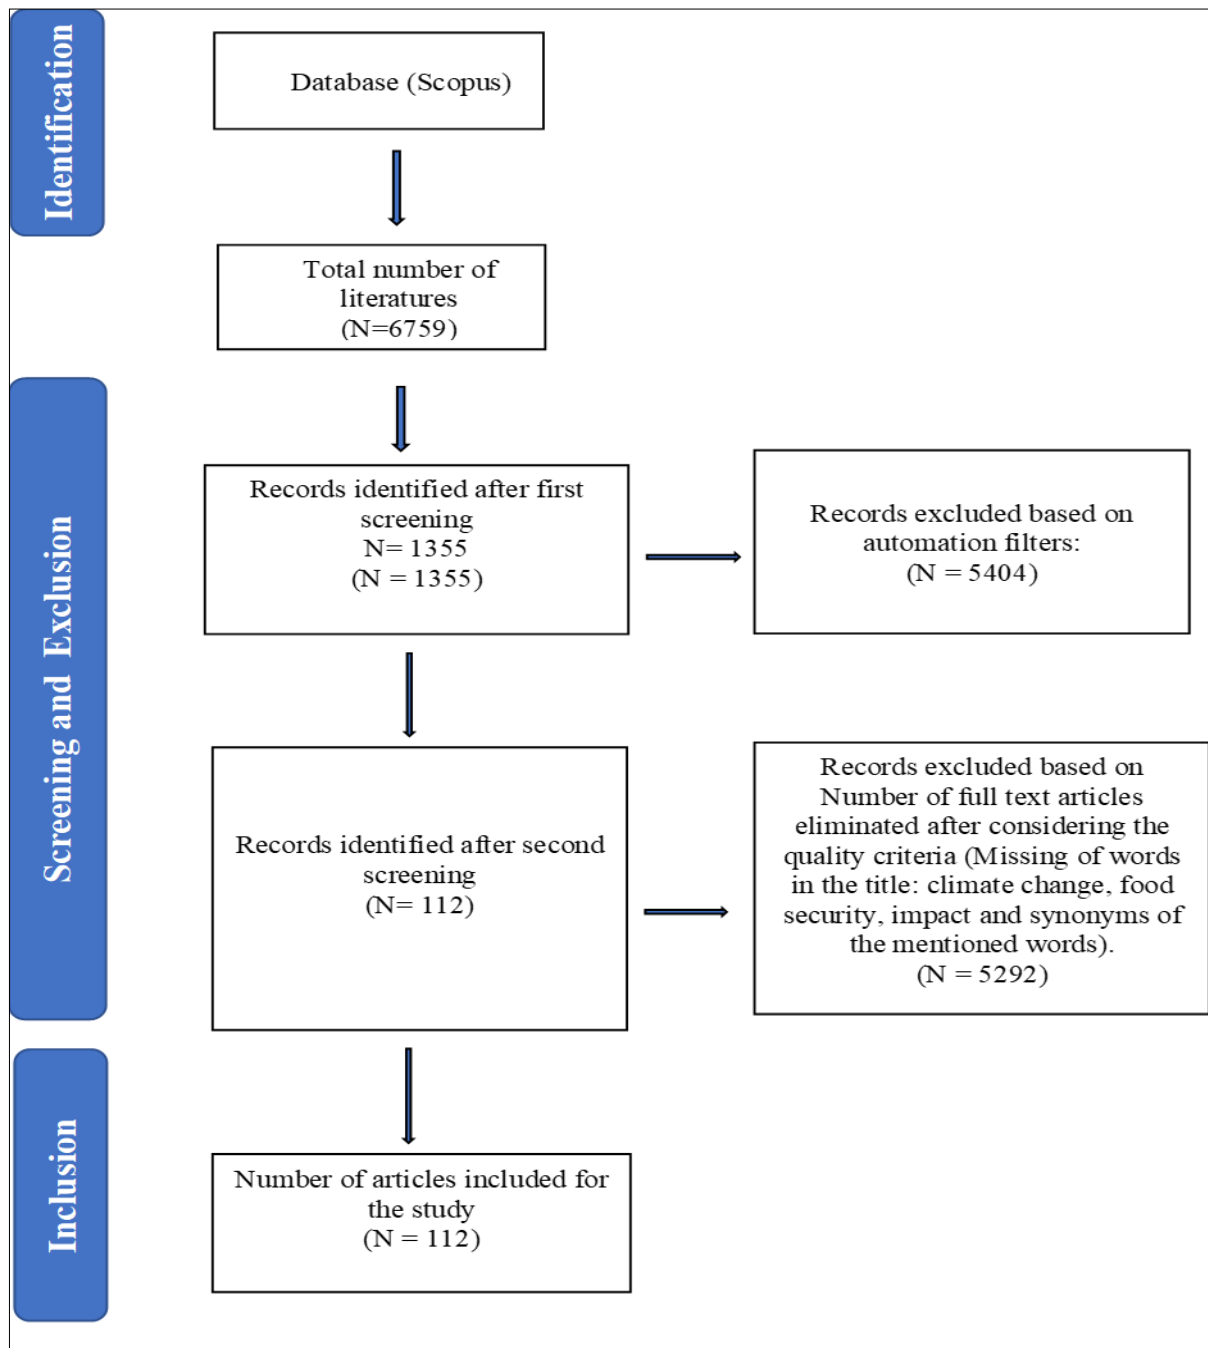 Identification
Database (Scopus)
Total number of
literatures
(N=6759)
Screening and Exclusion
Records identified after first
screening
N= 1355
(N = 1355)
Records excluded based on
automation filters:
(N = 5404)
Records identified after second
screening
(N= 112)
Records excluded based on
Number of full text articles
eliminated after considering the
quality criteria (Missing of words
in the title: climate change, food
security, impact and synonyms of
the mentioned words).
(N = 5292)
Inclusion
Number of articles included for
the study
(N = 112)